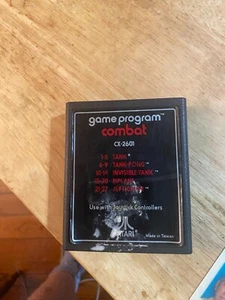 game program™
combat
CX-2601
1-5 TANK™
6-9 TANK-PONG™
10-14 INVISIBLE TANK™
15-20
21-27 JET-FIGHTER™
Use with Joystick Controllers
ATARI
Made in Taiwan